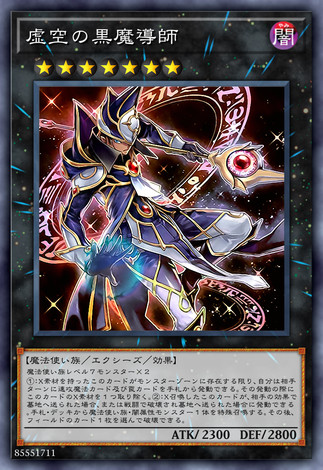 虚空の黒魔導師
闇
やみ
【魔法使い族／エクシーズ／効果】
魔法使い族レベル７モンスター×２
①：X素材を持ったこのカードがモンスターゾーンに存在する限り、自分は相手
ターンに速攻魔法カード及び罠カードを手札から発動できる。その発動の際に
このカードのX素材を１つ取り除く。②：X召喚したこのカードが、相手の効果で
墓地へ送られた場合、または戦闘で破壊され墓地へ送られた場合に発動できる
。手札・デッキから魔法使い族・闇属性モンスター１体を特殊召喚する。その後、
フィールドのカード１枚を選んで破壊できる。
ATK/ 2300 DEF/2800
85551711